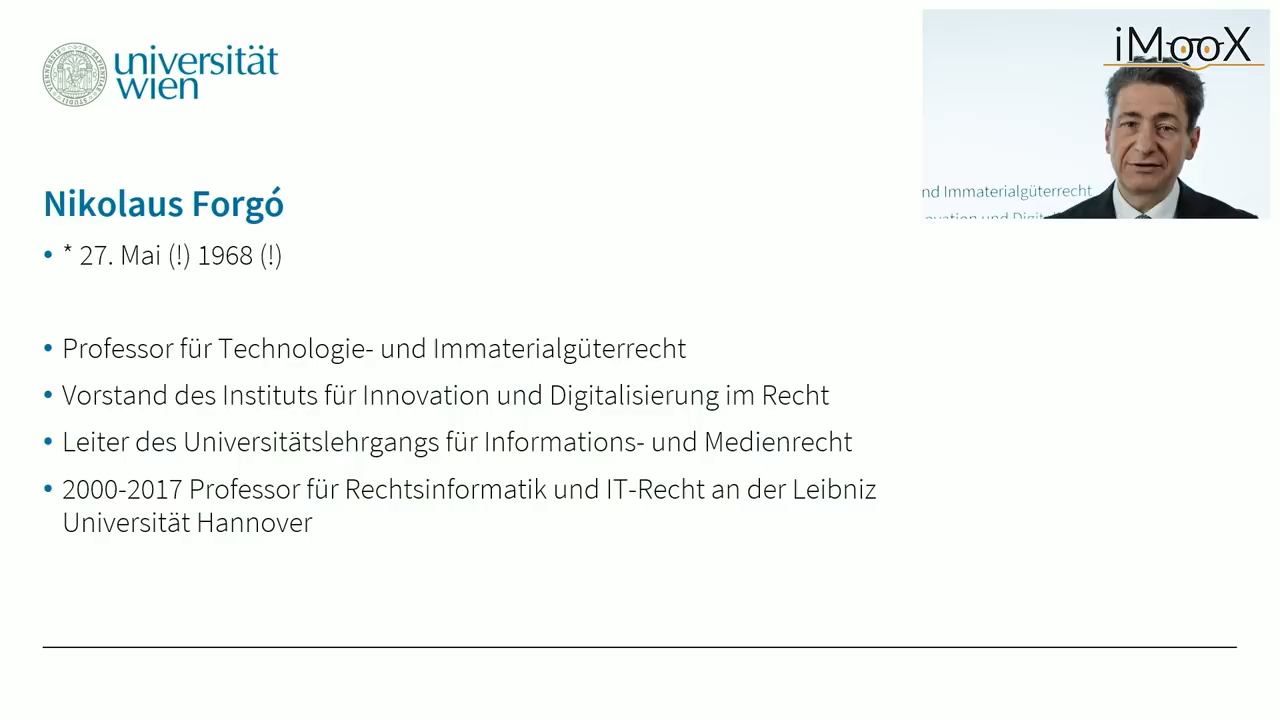 universität
wien
iMooX
nd Immaterialgüterrecht
Nikolaus Forgó
• * 27. Mai (!) 1968 (!)
• Professor für Technologie- und Immaterialgüterrecht
• Vorstand des Instituts für Innovation und Digitalisierung im Recht
• Leiter des Universitätslehrgangs für Informations- und Medienrecht
• 2000-2017 Professor für Rechtsinformatik und IT-Recht an der Leibniz
Universität Hannover